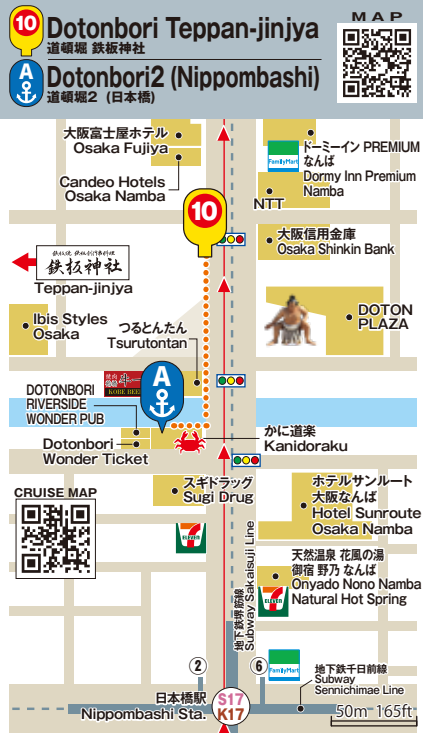 10
Dotonbori Teppan-jinjya
道頓堀 鉄板神社
MAP
A
Dotonbori2 (Nippombashi)
道頓堀2 (日本橋)
大阪富士屋ホテル
Osaka Fujiya
ドーミーイン PREMIUM
なんば
Dormy Inn Premium
Namba
FamilyMart
Candeo Hotels
Osaka Namba
NTT
10
大阪信用金庫
Osaka Shinkin Bank
鉄板神社
Teppan-jinjya
Ibis Styles
Osaka
つるとんたん
Tsurutontan
DOTON
PLAZA
DOTONBORI
RIVERSIDE
WONDER PUB
KOBE BEEF
A
Dotonbori
Wonder Ticket
かに道楽
Kanidoraku
スギドラッグ
Sugi Drug
ホテルサンルート
大阪なんば
Hotel Sunroute
Osaka Namba
CRUISE MAP
ELEVEN
地下鉄堺筋線
Subway Sakaisuji Line
天然温泉 花風の湯
御宿 野乃 なんば
Onyado Nono Namba
Natural Hot Spring
ELEVEN
2
6
FamilyMart
地下鉄千日前線
Subway
Sennichimae Line
日本橋駅
Nippombashi Sta.
S17
K17
50m 165ft